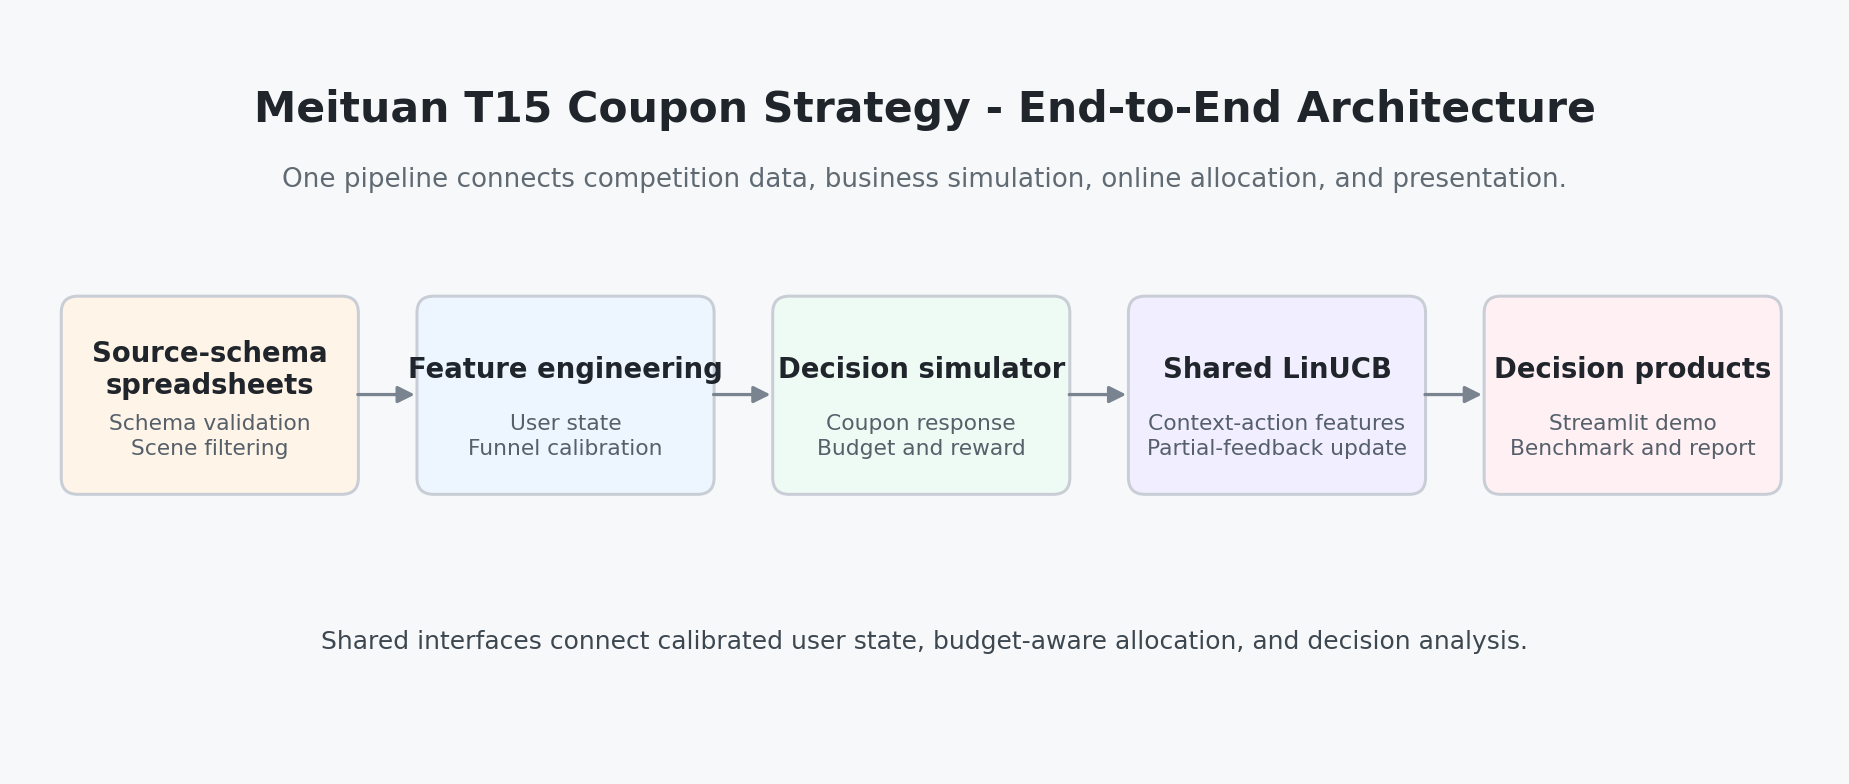 Meituan T15 Coupon Strategy - End-to-End Architecture
One pipeline connects competition data, business simulation, online allocation, and presentation.
Source-schema
spreadsheets
Schema validation
Scene filtering
Feature engineering
User state
Funnel calibration
Decision simulator
Coupon response
Budget and reward
Shared LinUCB
Context-action features
Partial-feedback update
Decision products
Streamlit demo
Benchmark and report
Shared interfaces connect calibrated user state, budget-aware allocation, and decision analysis.